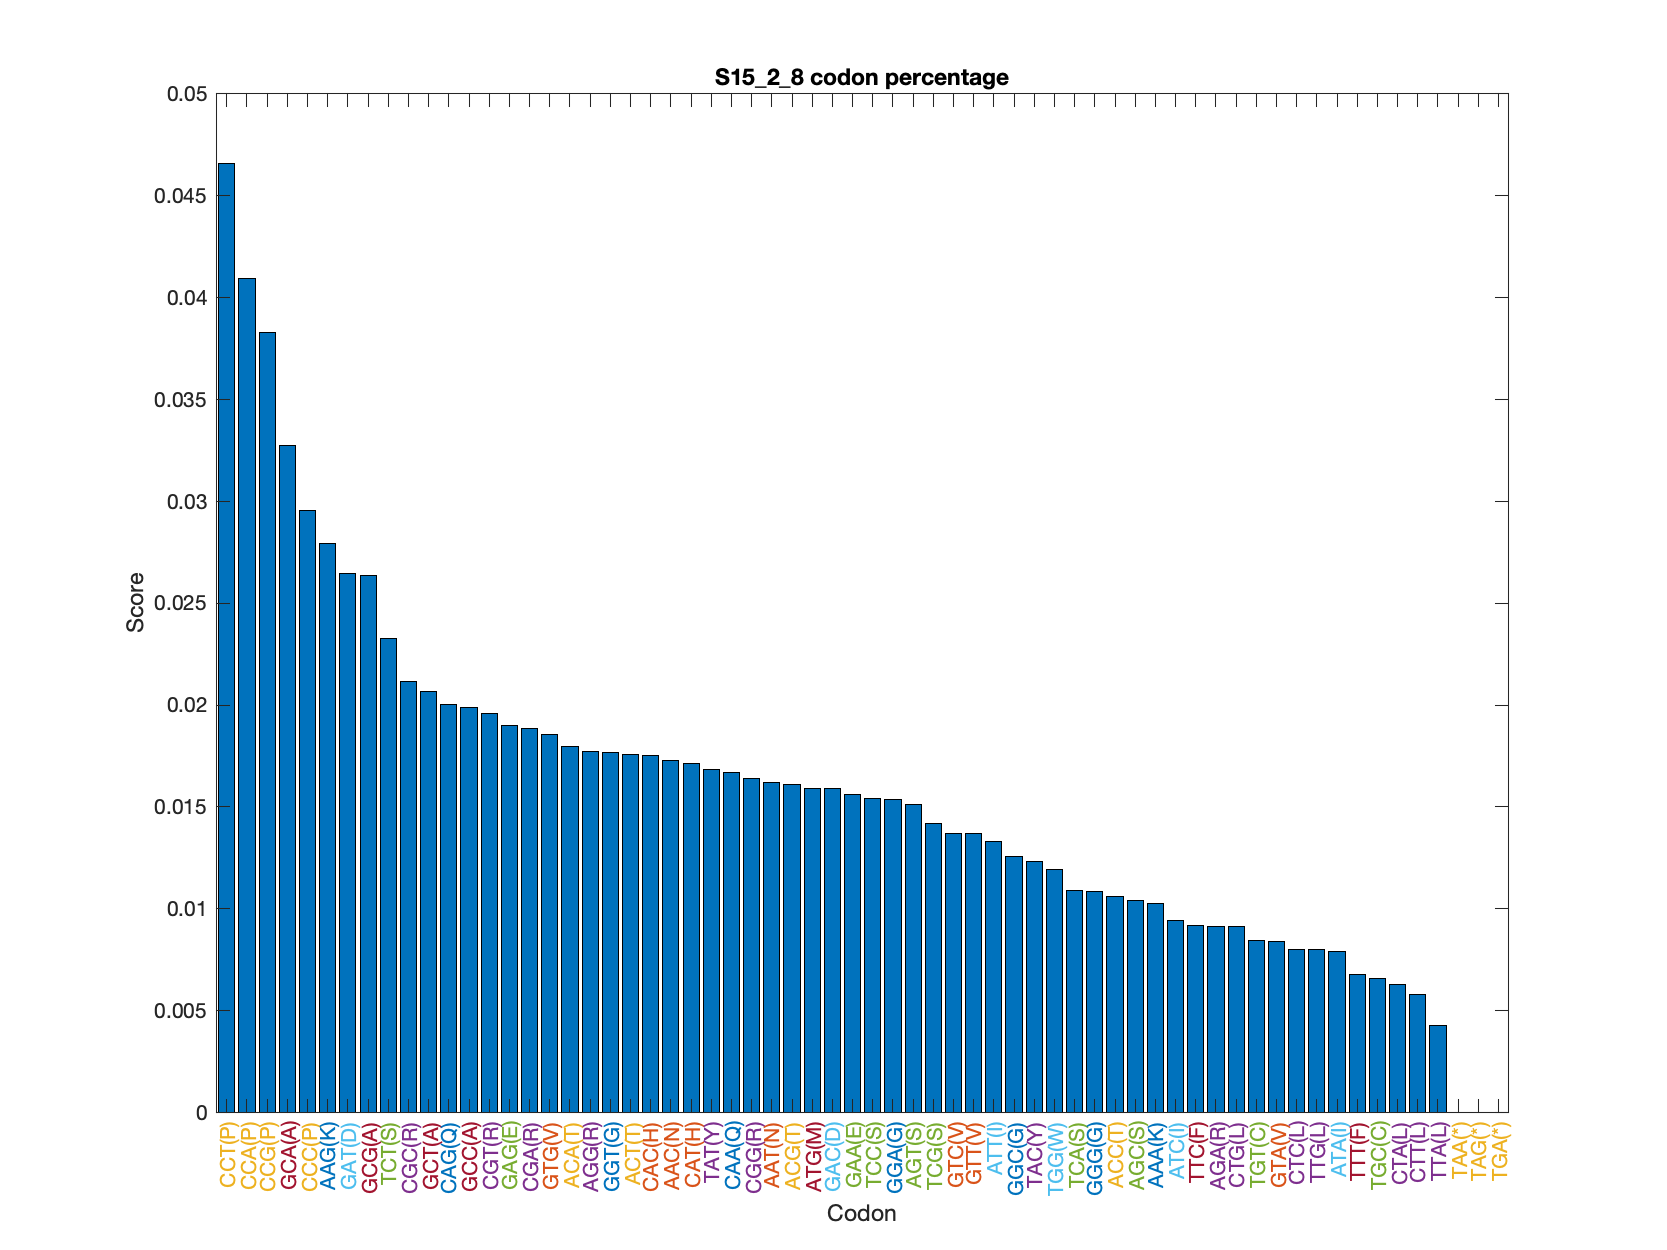 S15_2_8 codon percentage
0.05
0.045
0.04
0.035
0.03
0.025
0.02
0.015
0.01
0.005
0
Score
CCT(P)
CCA(P)
CCG(P)
GCA(A)
CCC(P)
AAG(K)
GAT(D)
GCG(A)
TCT(S)
CGC(R)
GCT(A)
CAG(Q)
GCC(A)
CGT(R)
GAG(E)
CGA(R)
GTG(V)
ACA(T)
AGG(R)
GGT(G)
ACT(T)
CAC(H)
AAC(N)
CAT(H)
TAT(Y)
CAA(Q)
CGG(R)
AAT(N)
ACG(T)
ATG(M)
GAC(D)
GAA(E)
TCC(S)
GGA(G)
AGT(S)
TCG(S)
GTC(V)
GTT(V)
ATT(I)
GGC(G)
TAC(Y)
TGG(W)
TCA(S)
GGG(G)
ACC(T)
AGC(S)
AAA(K)
ATC(I)
TTC(F)
AGA(R)
CTG(L)
TGT(C)
GTA(V)
CTC(L)
TTG(L)
ATA(I)
TTT(F)
TGC(C)
CTA(L)
CTT(L)
TTA(L)
TAA(*)
TAG(*)
TGA(*)
Codon